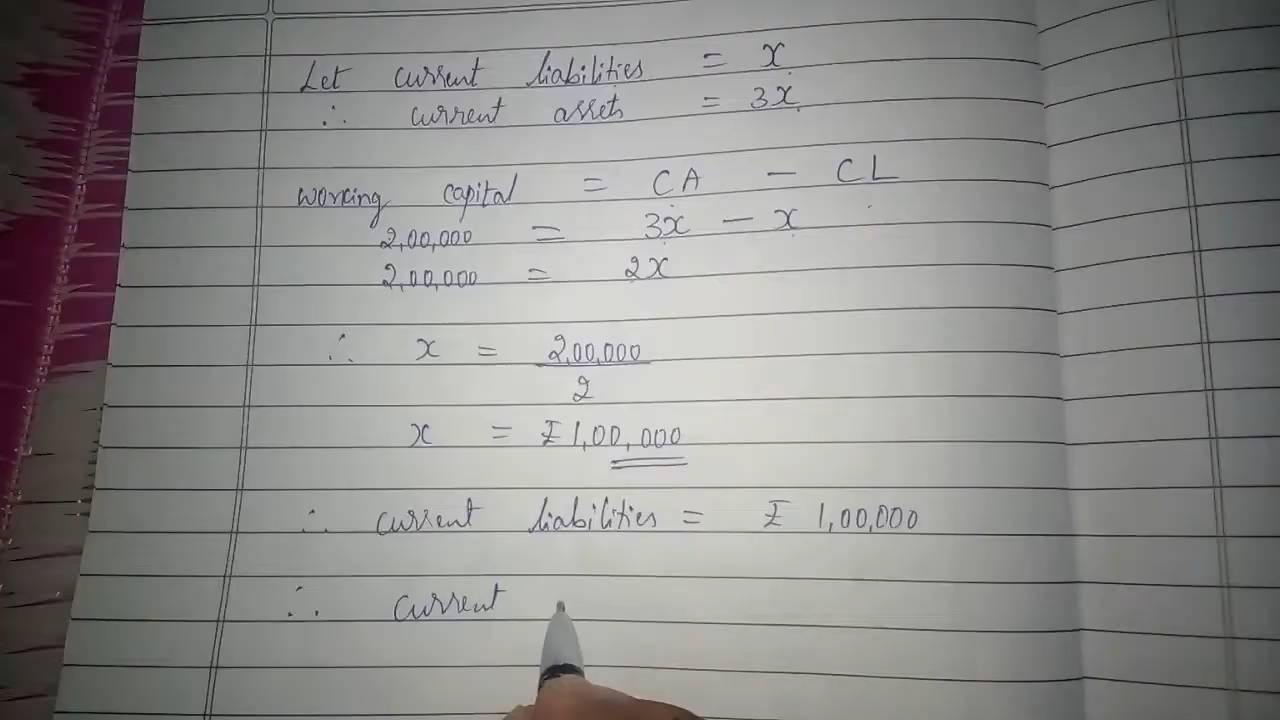 Let current liabilities = x
∴ current assets = 3x
working capital = CA - CL
2,00,000 = 3x - x
2,00,000 = 2x
∴ x = 2,00,000
2
x = ₹ 1,00,000
∴ current liabilities = ₹ 1,00,000
∴ current